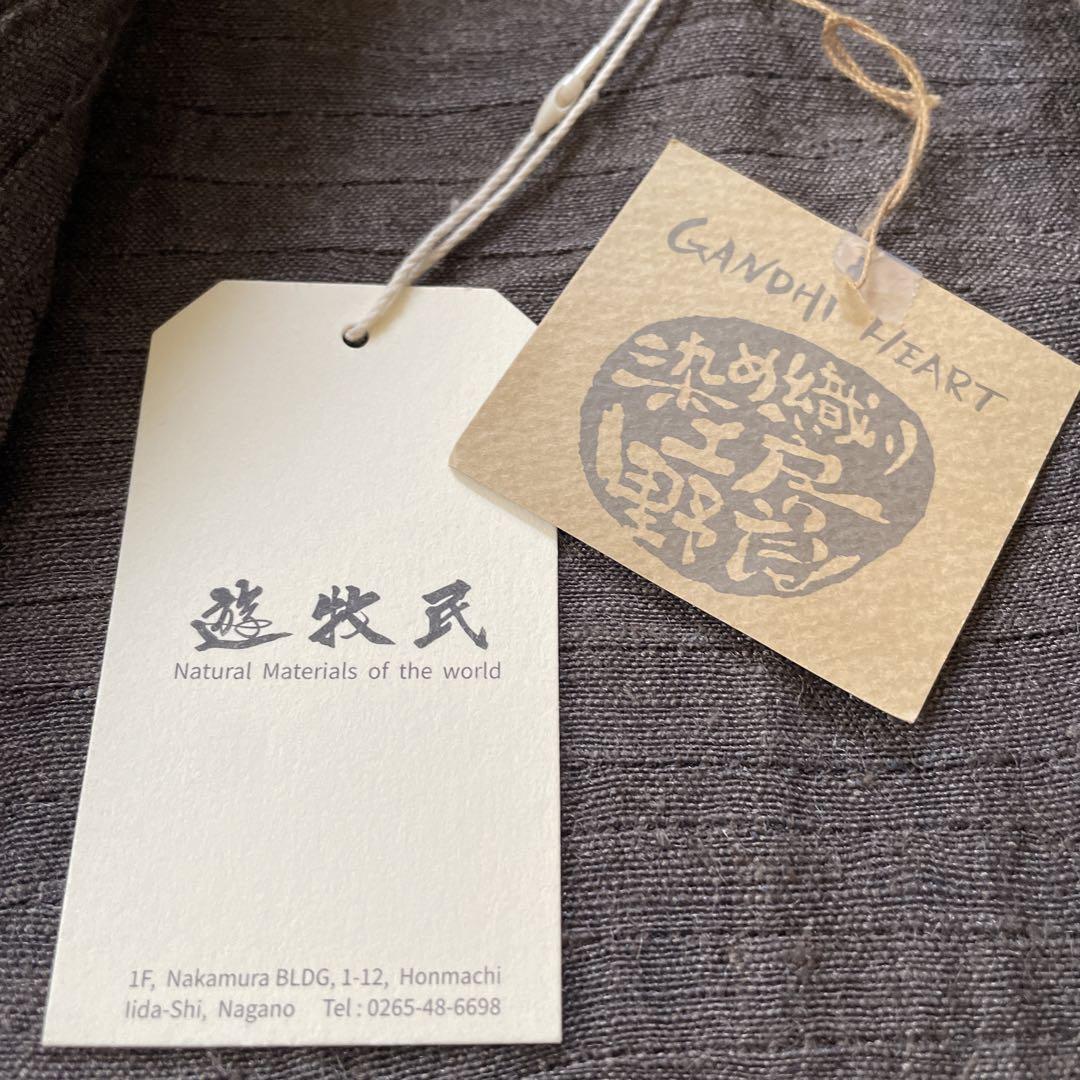 遊牧民
Natural Materials of the world
1F, Nakamura BLDG, 1-12, Honmachi
Iida-Shi, Nagano Tel : 0265-48-6698
GANDHI HEART
染め織り
工房
野良